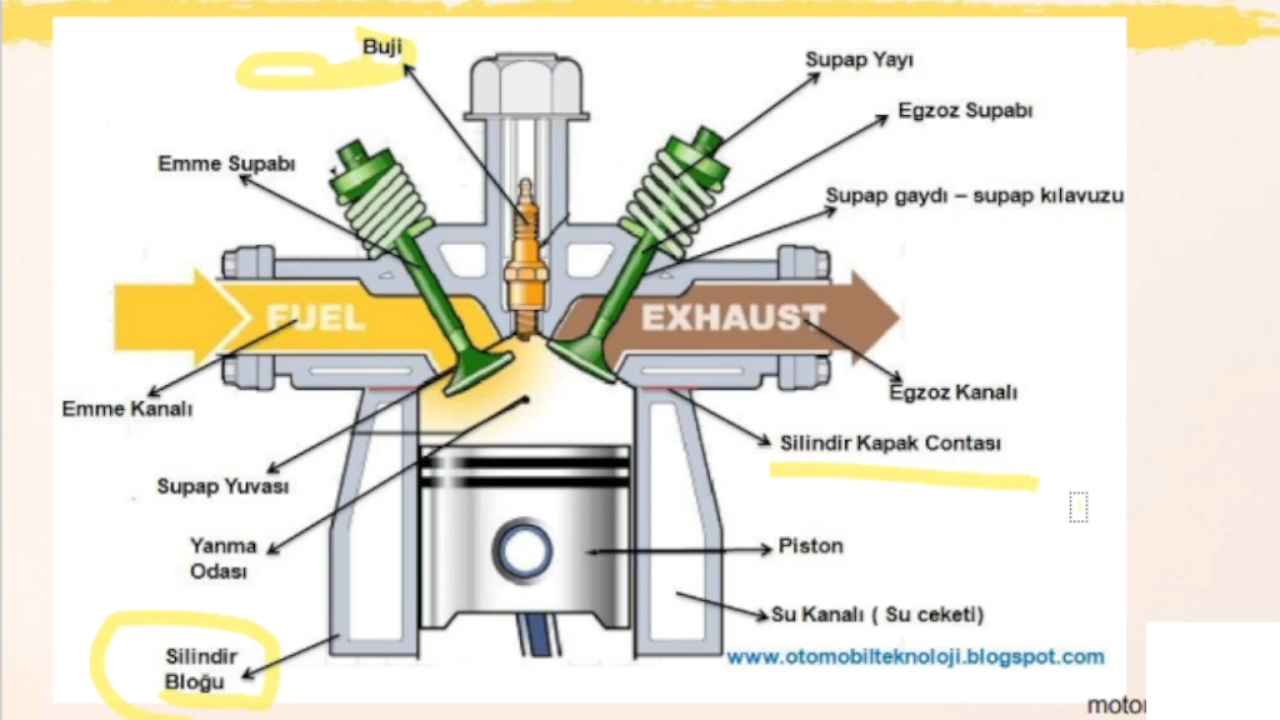 Buji
Supap Yayı
Egzoz Supabı
Emme Supabı
Supap gaydı – supap kılavuzu
FUEL
EXHAUST
Emme Kanalı
Egzoz Kanalı
Silindir Kapak Contası
Supap Yuvası
Yanma
Odası
Piston
Su Kanalı ( Su ceketi)
Silindir
Bloğu
www.otomobilteknoloji.blogspot.com